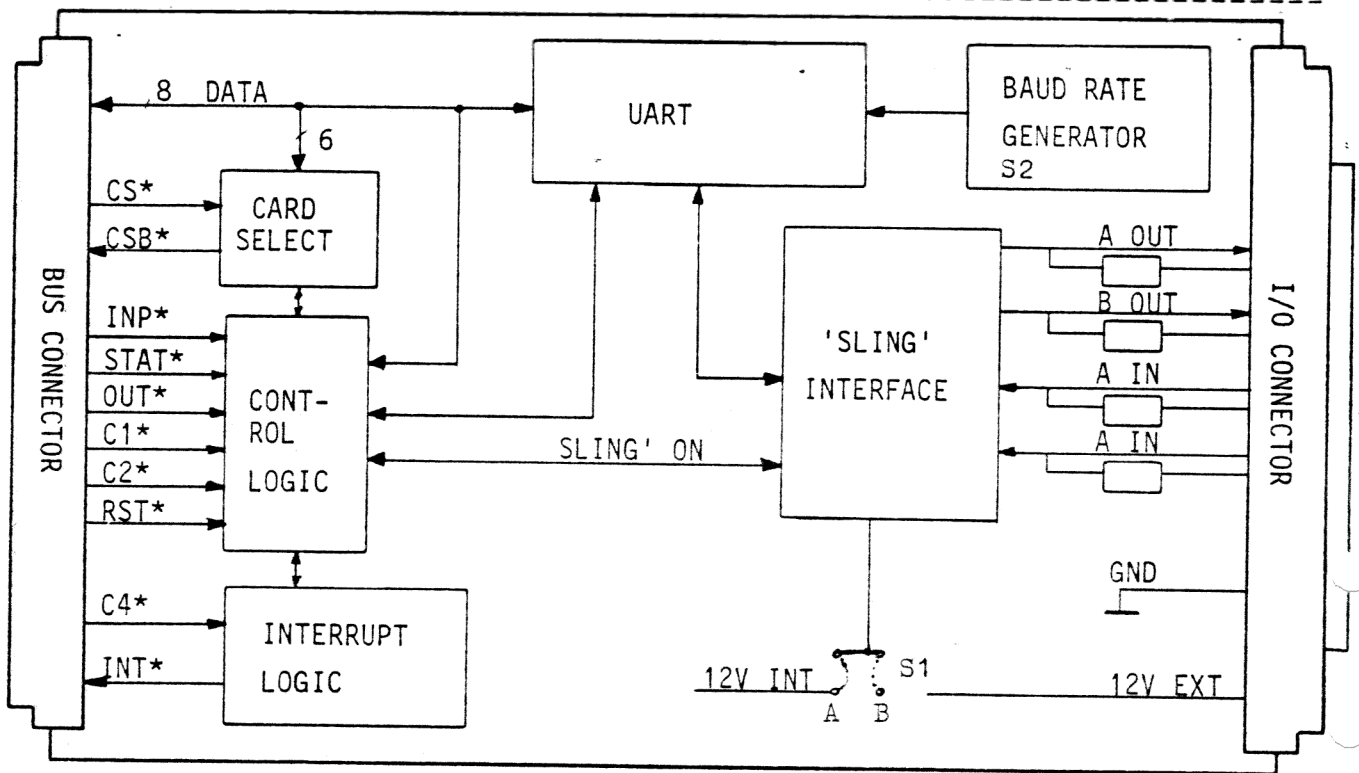 8 DATA
6
CS*
CSB*
INP*
STAT*
OUT*
C1*
C2*
RST*
C4*
INT*
BUS CONNECTOR
CARD
SELECT
CONT-
ROL
LOGIC
INTERRUPT
LOGIC
UART
BAUD RATE
GENERATOR
S2
SLING' ON
'SLING'
INTERFACE
A OUT
B OUT
A IN
A IN
GND
12V INT
S1
A B
12V EXT
I/O CONNECTOR